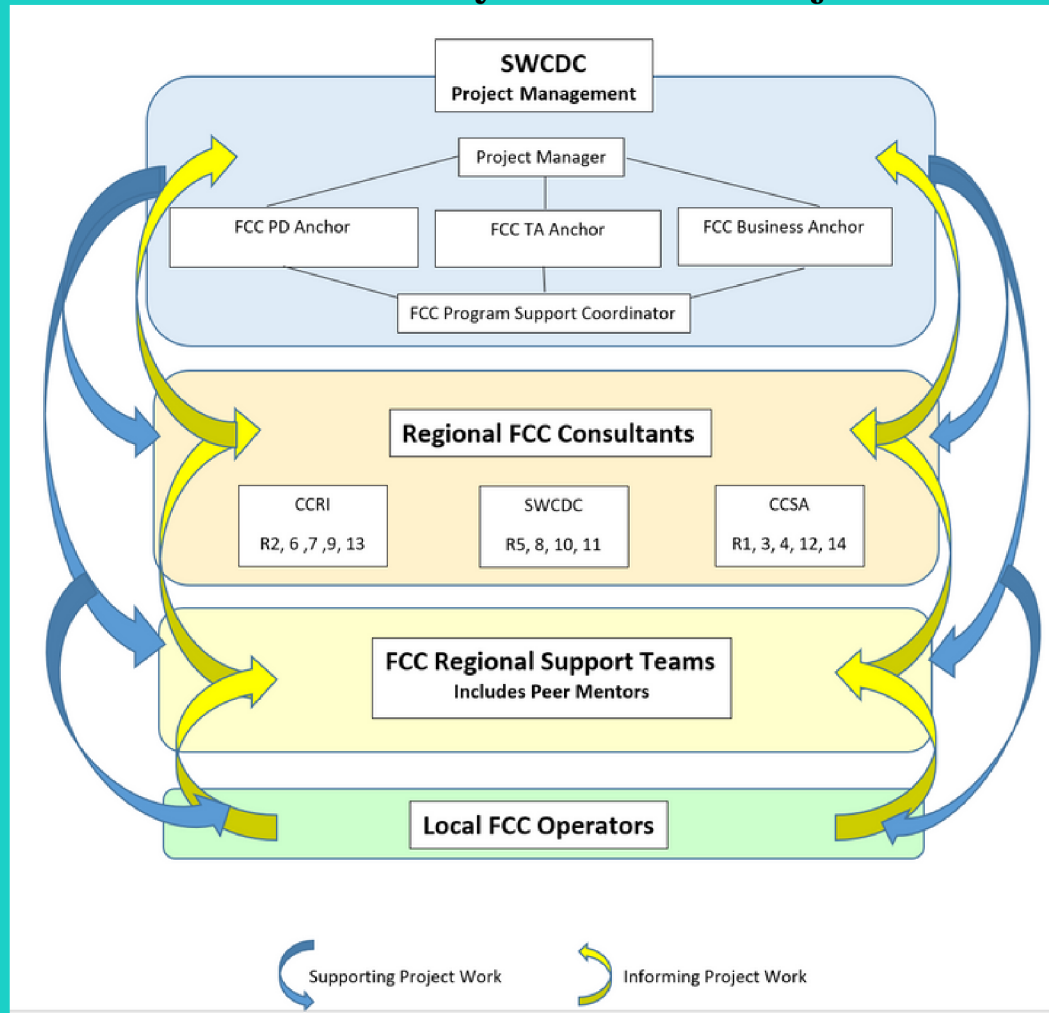 SWCDC
Project Management
Project Manager
FCC PD Anchor
FCC TA Anchor
FCC Business Anchor
FCC Program Support Coordinator
Regional FCC Consultants
CCRI
R2, 6 ,7 ,9, 13
SWCDC
R5, 8, 10, 11
CCSA
R1, 3, 4, 12, 14
FCC Regional Support Teams
Includes Peer Mentors
Local FCC Operators
Supporting Project Work
Informing Project Work